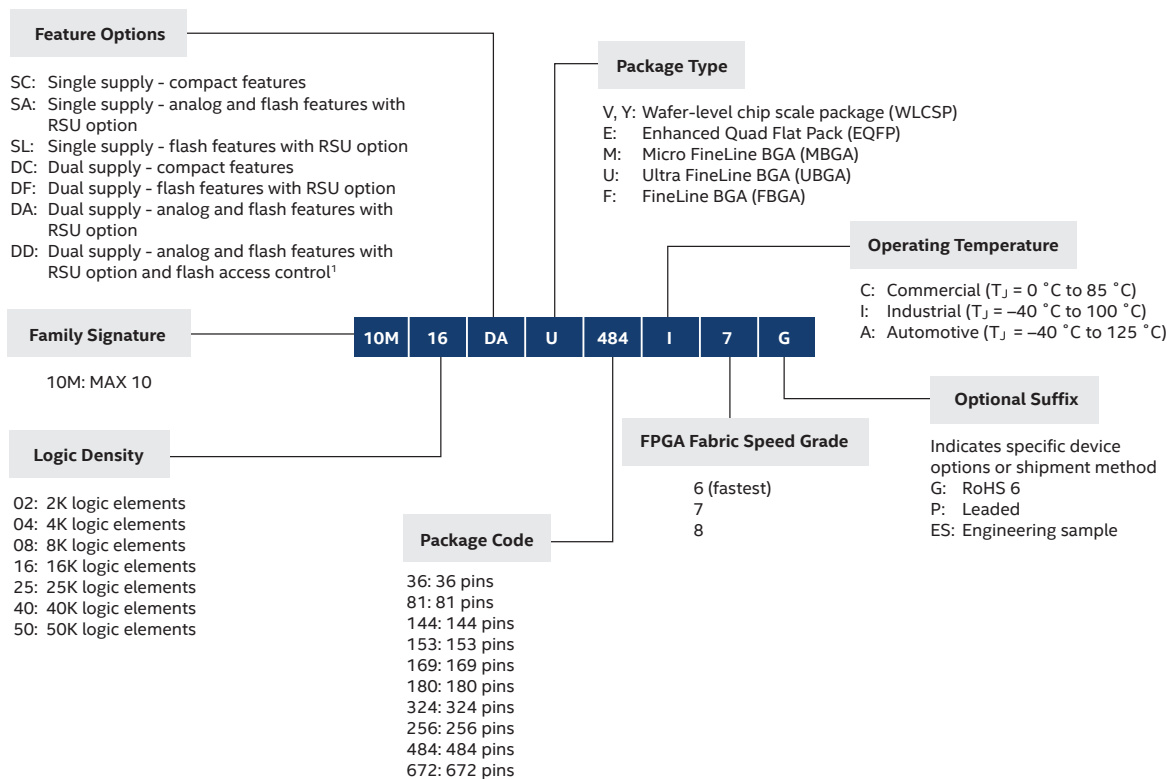 Feature Options
SC: Single supply - compact features
SA: Single supply - analog and flash features with
RSU option
SL: Single supply - flash features with RSU option
DC: Dual supply - compact features
DF: Dual supply - flash features with RSU option
DA: Dual supply - analog and flash features with
RSU option
DD: Dual supply - analog and flash features with
RSU option and flash access control¹
Package Type
V, Y: Wafer-level chip scale package (WLCSP)
E: Enhanced Quad Flat Pack (EQFP)
M: Micro FineLine BGA (MBGA)
U: Ultra FineLine BGA (UBGA)
F: FineLine BGA (FBGA)
Operating Temperature
C: Commercial (TJ = 0 ˚C to 85 ˚C)
I: Industrial (TJ = –40 ˚C to 100 ˚C)
A: Automotive (TJ = –40 ˚C to 125 ˚C)
Family Signature
10M: MAX 10
10M 16 DA U 484 I 7 G
Logic Density
02: 2K logic elements
04: 4K logic elements
08: 8K logic elements
16: 16K logic elements
25: 25K logic elements
40: 40K logic elements
50: 50K logic elements
Package Code
36: 36 pins
81: 81 pins
144: 144 pins
153: 153 pins
169: 169 pins
180: 180 pins
324: 324 pins
256: 256 pins
484: 484 pins
672: 672 pins
FPGA Fabric Speed Grade
6 (fastest)
7
8
Optional Suffix
Indicates specific device
options or shipment method
G: RoHS 6
P: Leaded
ES: Engineering sample